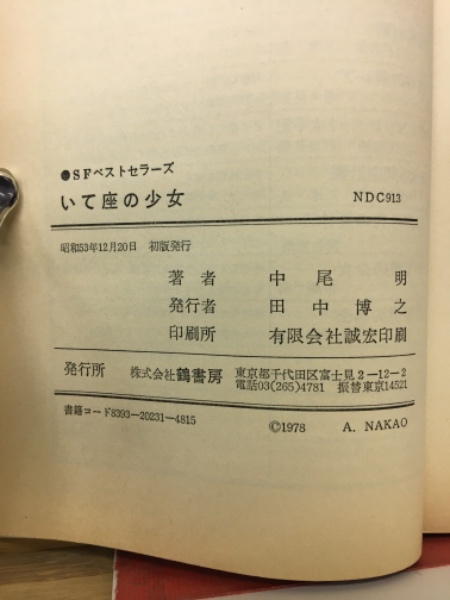 ●SFベストセラーズ
いて座の少女 NDC913
昭和53年12月20日 初版発行
著者 中尾 明
発行者 田中博之
印刷所 有限会社誠宏印刷
発行所 株式会社鶴書房 東京都千代田区富士見2-12-2
電話03(265)4781 振替東京14521
書籍コード8393-20231-4815
©1978 A. NAKAO